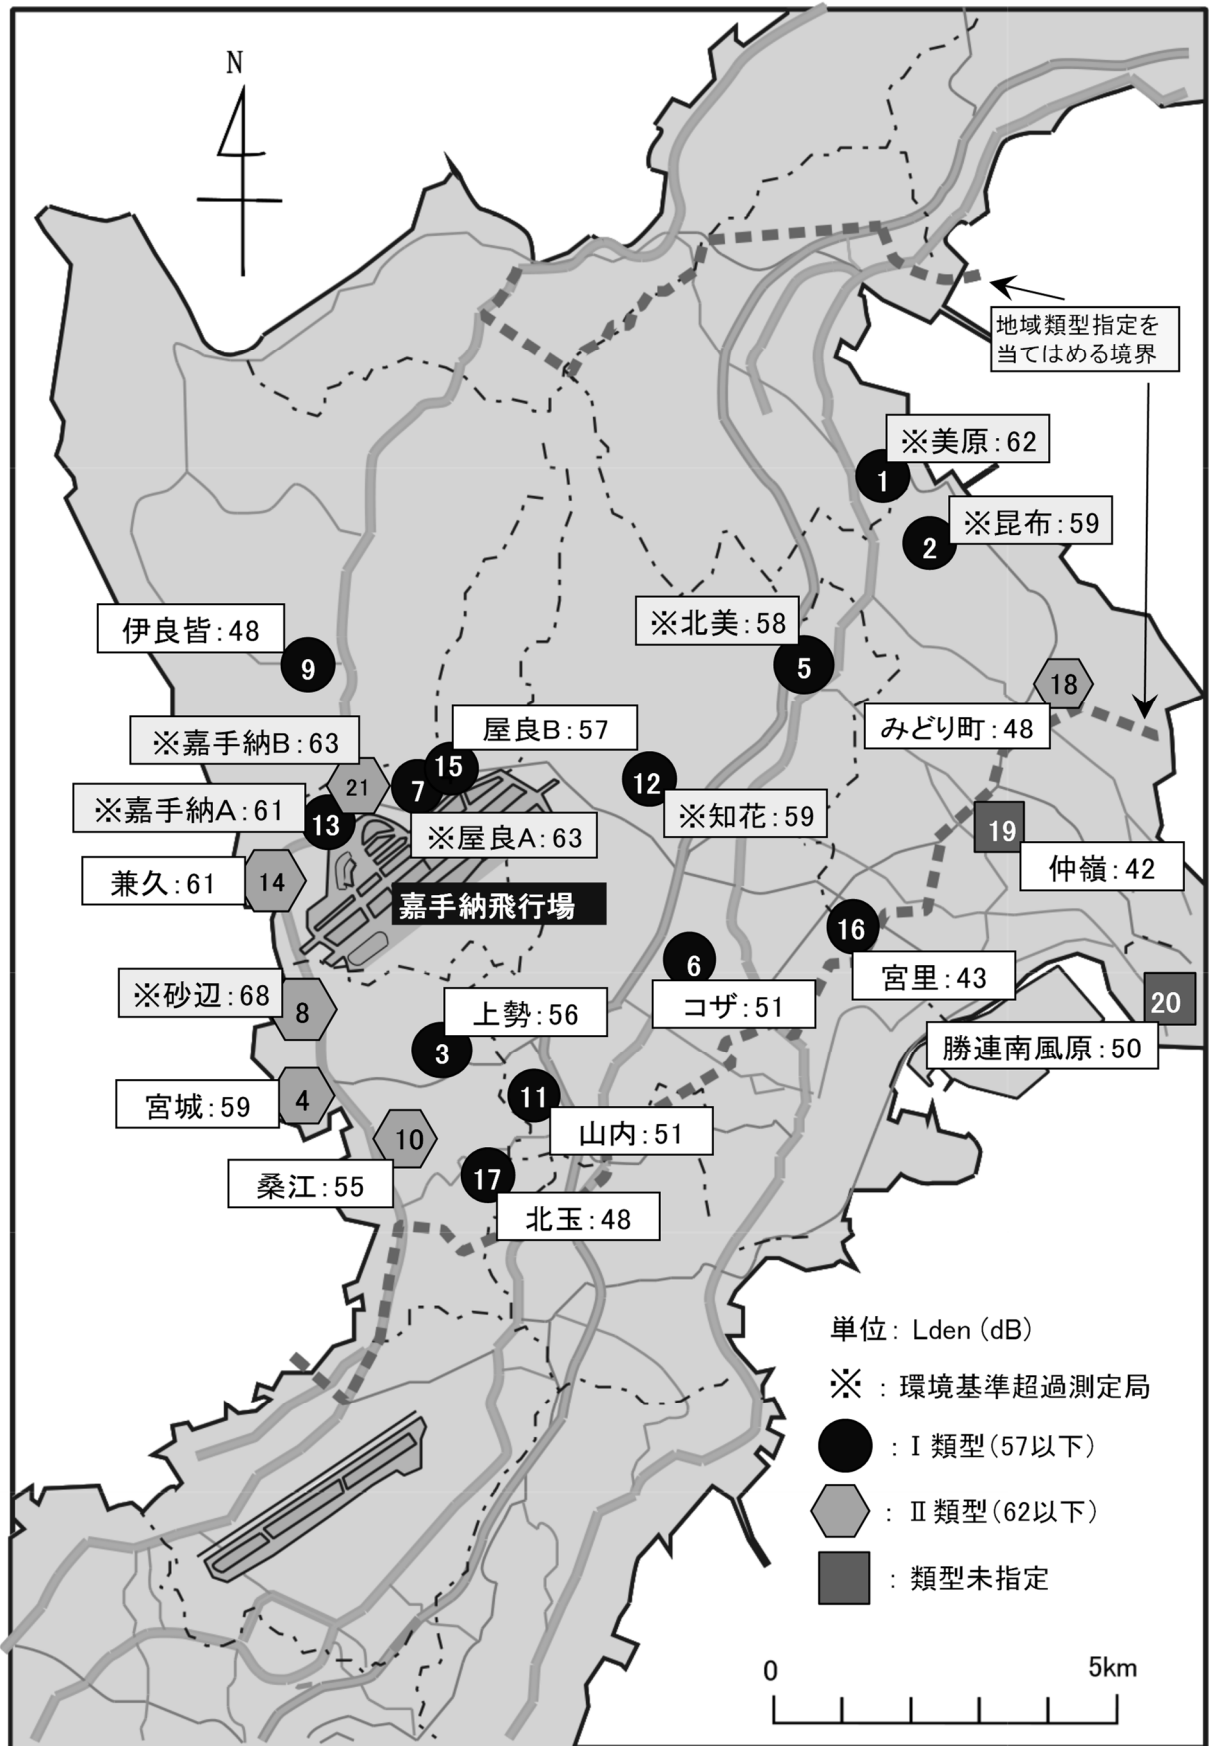 N
地域類型指定を
当てはめる境界
※美原:62
1
※昆布:59
2
伊良皆:48
9
※北美:58
5
18
みどり町:48
※嘉手納B:63
21
屋良B:57
15
7
※屋良A:63
12
※知花:59
※嘉手納A:61
13
19
仲嶺:42
兼久:61
14
嘉手納飛行場
16
宮里:43
6
コザ:51
※砂辺:68
8
上勢:56
3
20
勝連南風原:50
宮城:59
4
11
山内:51
10
桑江:55
17
北玉:48
単位: Lden (dB)
※ : 環境基準超過測定局
: Ⅰ類型(57以下)
: Ⅱ類型(62以下)
: 類型未指定
0 5km